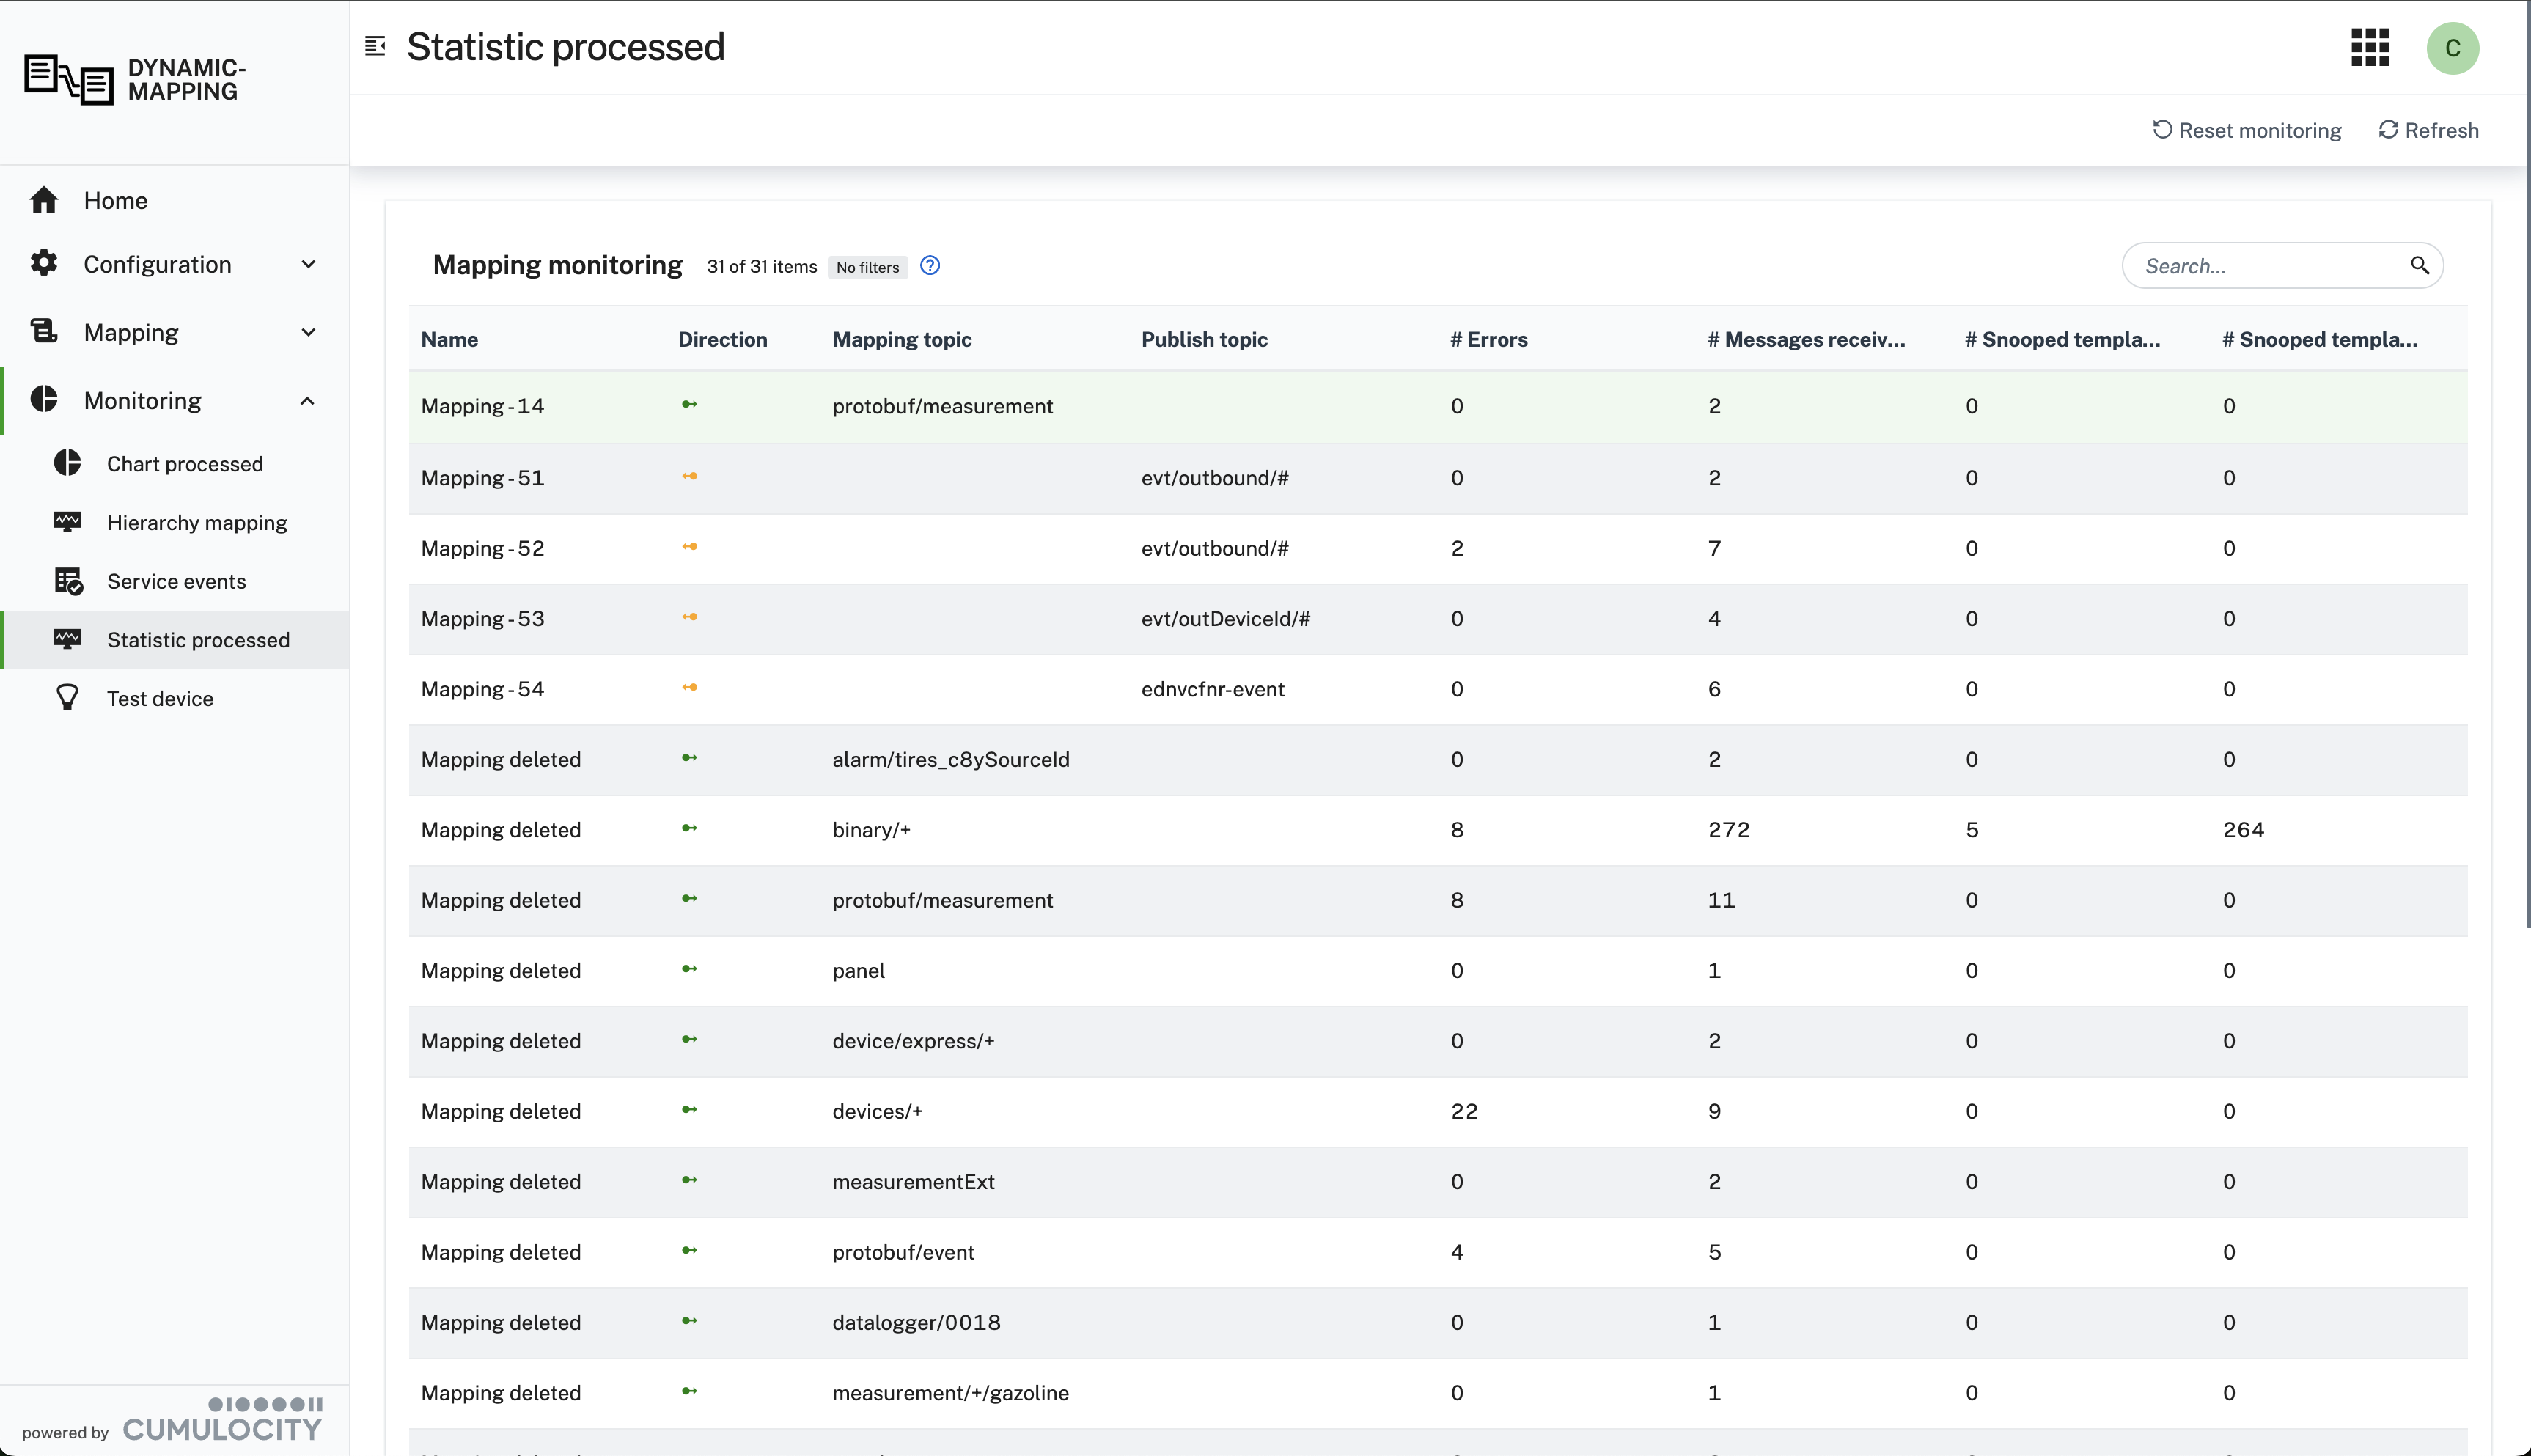 DYNAMIC-
MAPPING
Statistic processed
C
Reset monitoring Refresh
Home
Configuration
Mapping
Monitoring
Chart processed
Hierarchy mapping
Service events
Statistic processed
Test device
powered by CUMULOCITY
Mapping monitoring 31 of 31 items No filters ? Search...
Name Direction Mapping topic Publish topic # Errors # Messages receiv... # Snooped templa... # Snooped templa...
Mapping - 14 protobuf/measurement 0 2 0 0
Mapping - 51 evt/outbound/# 0 2 0 0
Mapping - 52 evt/outbound/# 2 7 0 0
Mapping - 53 evt/outDeviceId/# 0 4 0 0
Mapping - 54 ednvcfnr-event 0 6 0 0
Mapping deleted alarm/tires_c8ySourceId 0 2 0 0
Mapping deleted binary/+ 8 272 5 264
Mapping deleted protobuf/measurement 8 11 0 0
Mapping deleted panel 0 1 0 0
Mapping deleted device/express/+ 0 2 0 0
Mapping deleted devices/+ 22 9 0 0
Mapping deleted measurementExt 0 2 0 0
Mapping deleted protobuf/event 4 5 0 0
Mapping deleted datalogger/0018 0 1 0 0
Mapping deleted measurement/+/gazoline 0 1 0 0